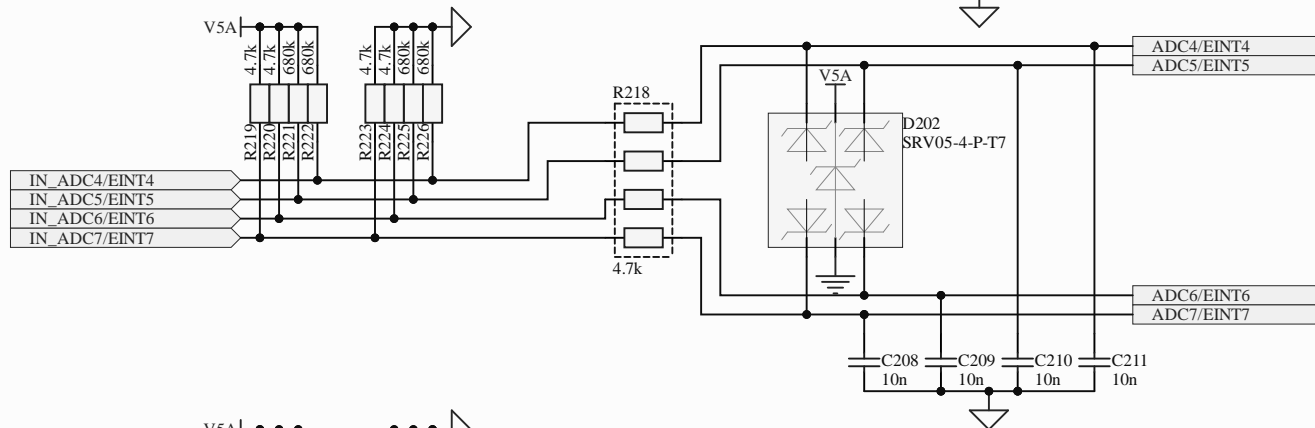 V5A
4.7k
4.7k
680k
680k
4.7k
4.7k
680k
680k
R219
R220
R221
R222
R223
R224
R225
R226
R218
4.7k
IN_ADC4/EINT4
IN_ADC5/EINT5
IN_ADC6/EINT6
IN_ADC7/EINT7
V5A
D202
SRV05-4-P-T7
ADC4/EINT4
ADC5/EINT5
ADC6/EINT6
ADC7/EINT7
C208
10n
C209
10n
C210
10n
C211
10n
V5A